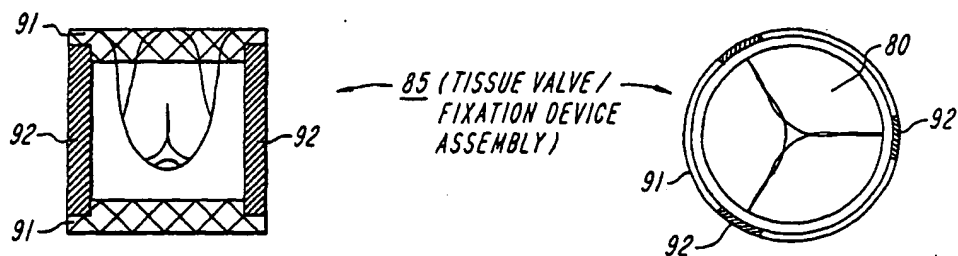 91
92
92
91
85 (TISSUE VALVE/
FIXATION DEVICE
ASSEMBLY)
80
92
91
92